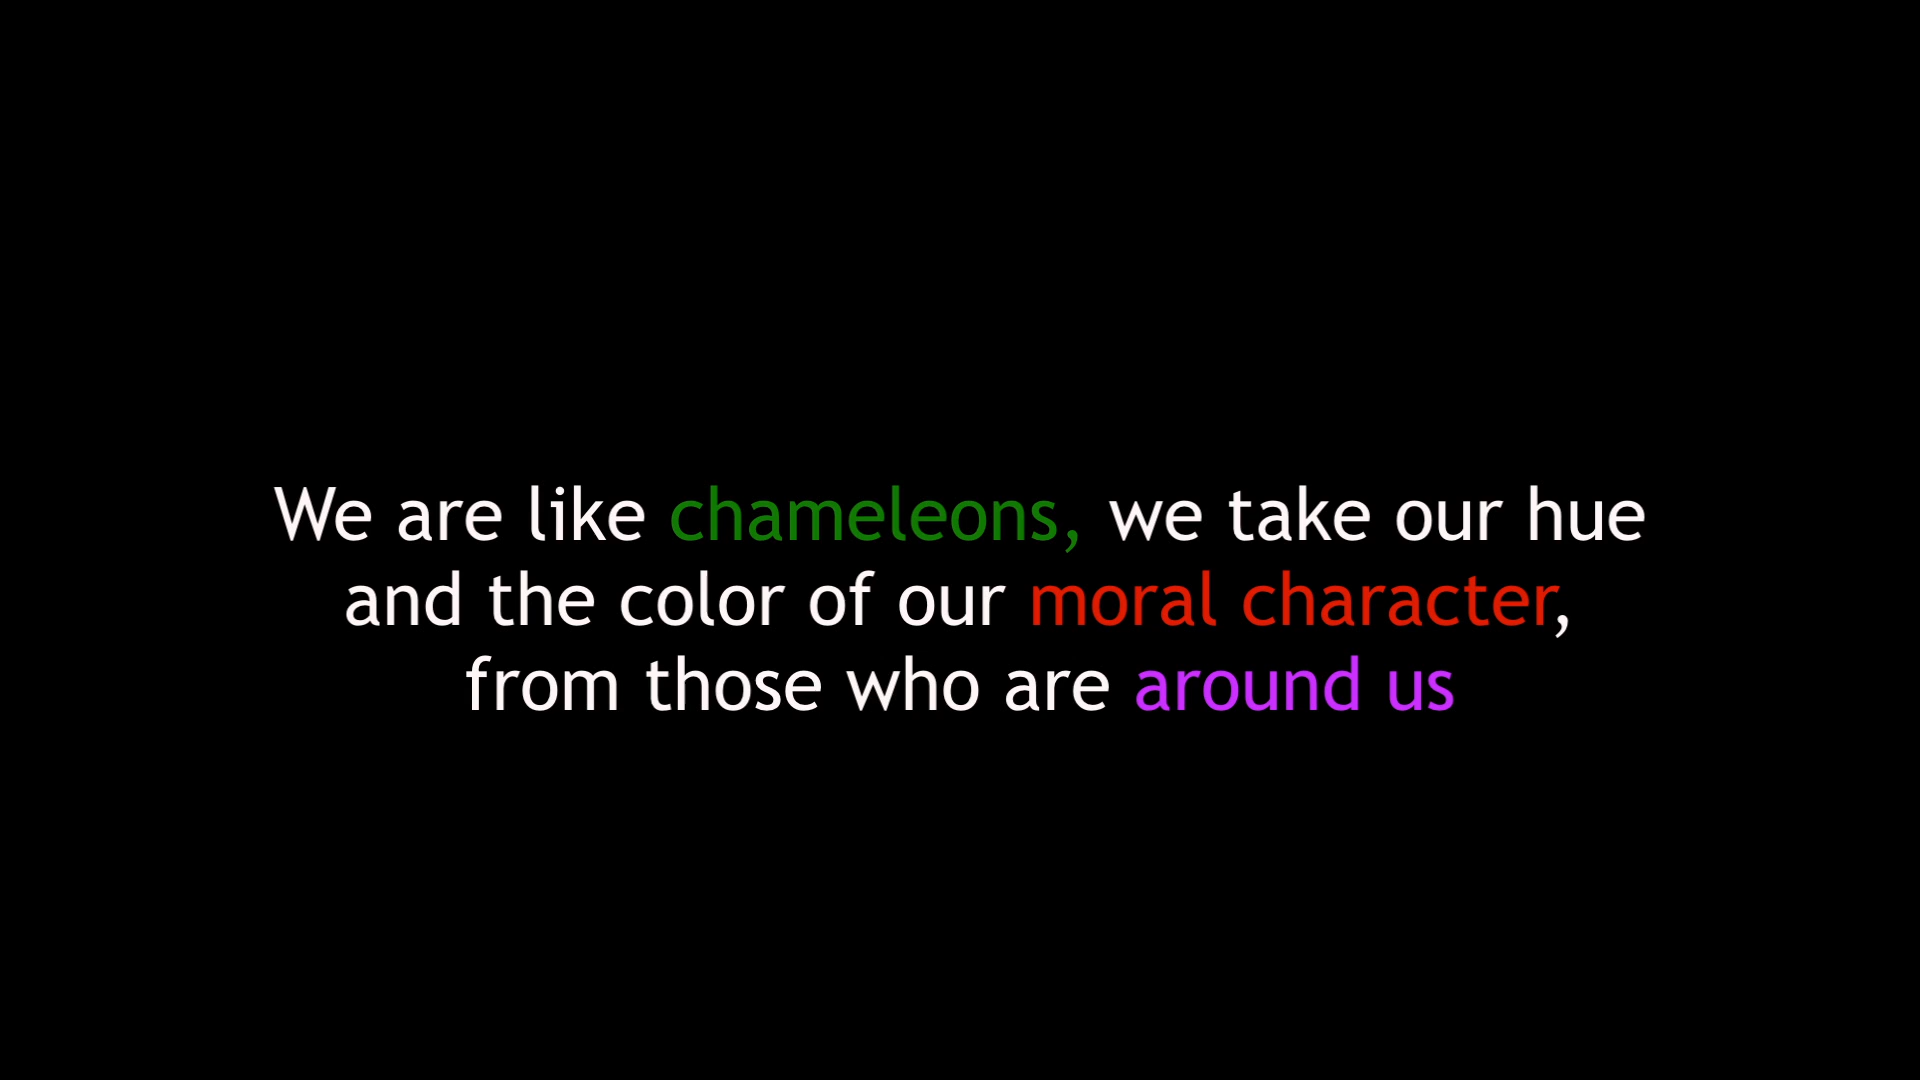 We are like chameleons, we take our hue
and the color of our moral character,
from those who are around us